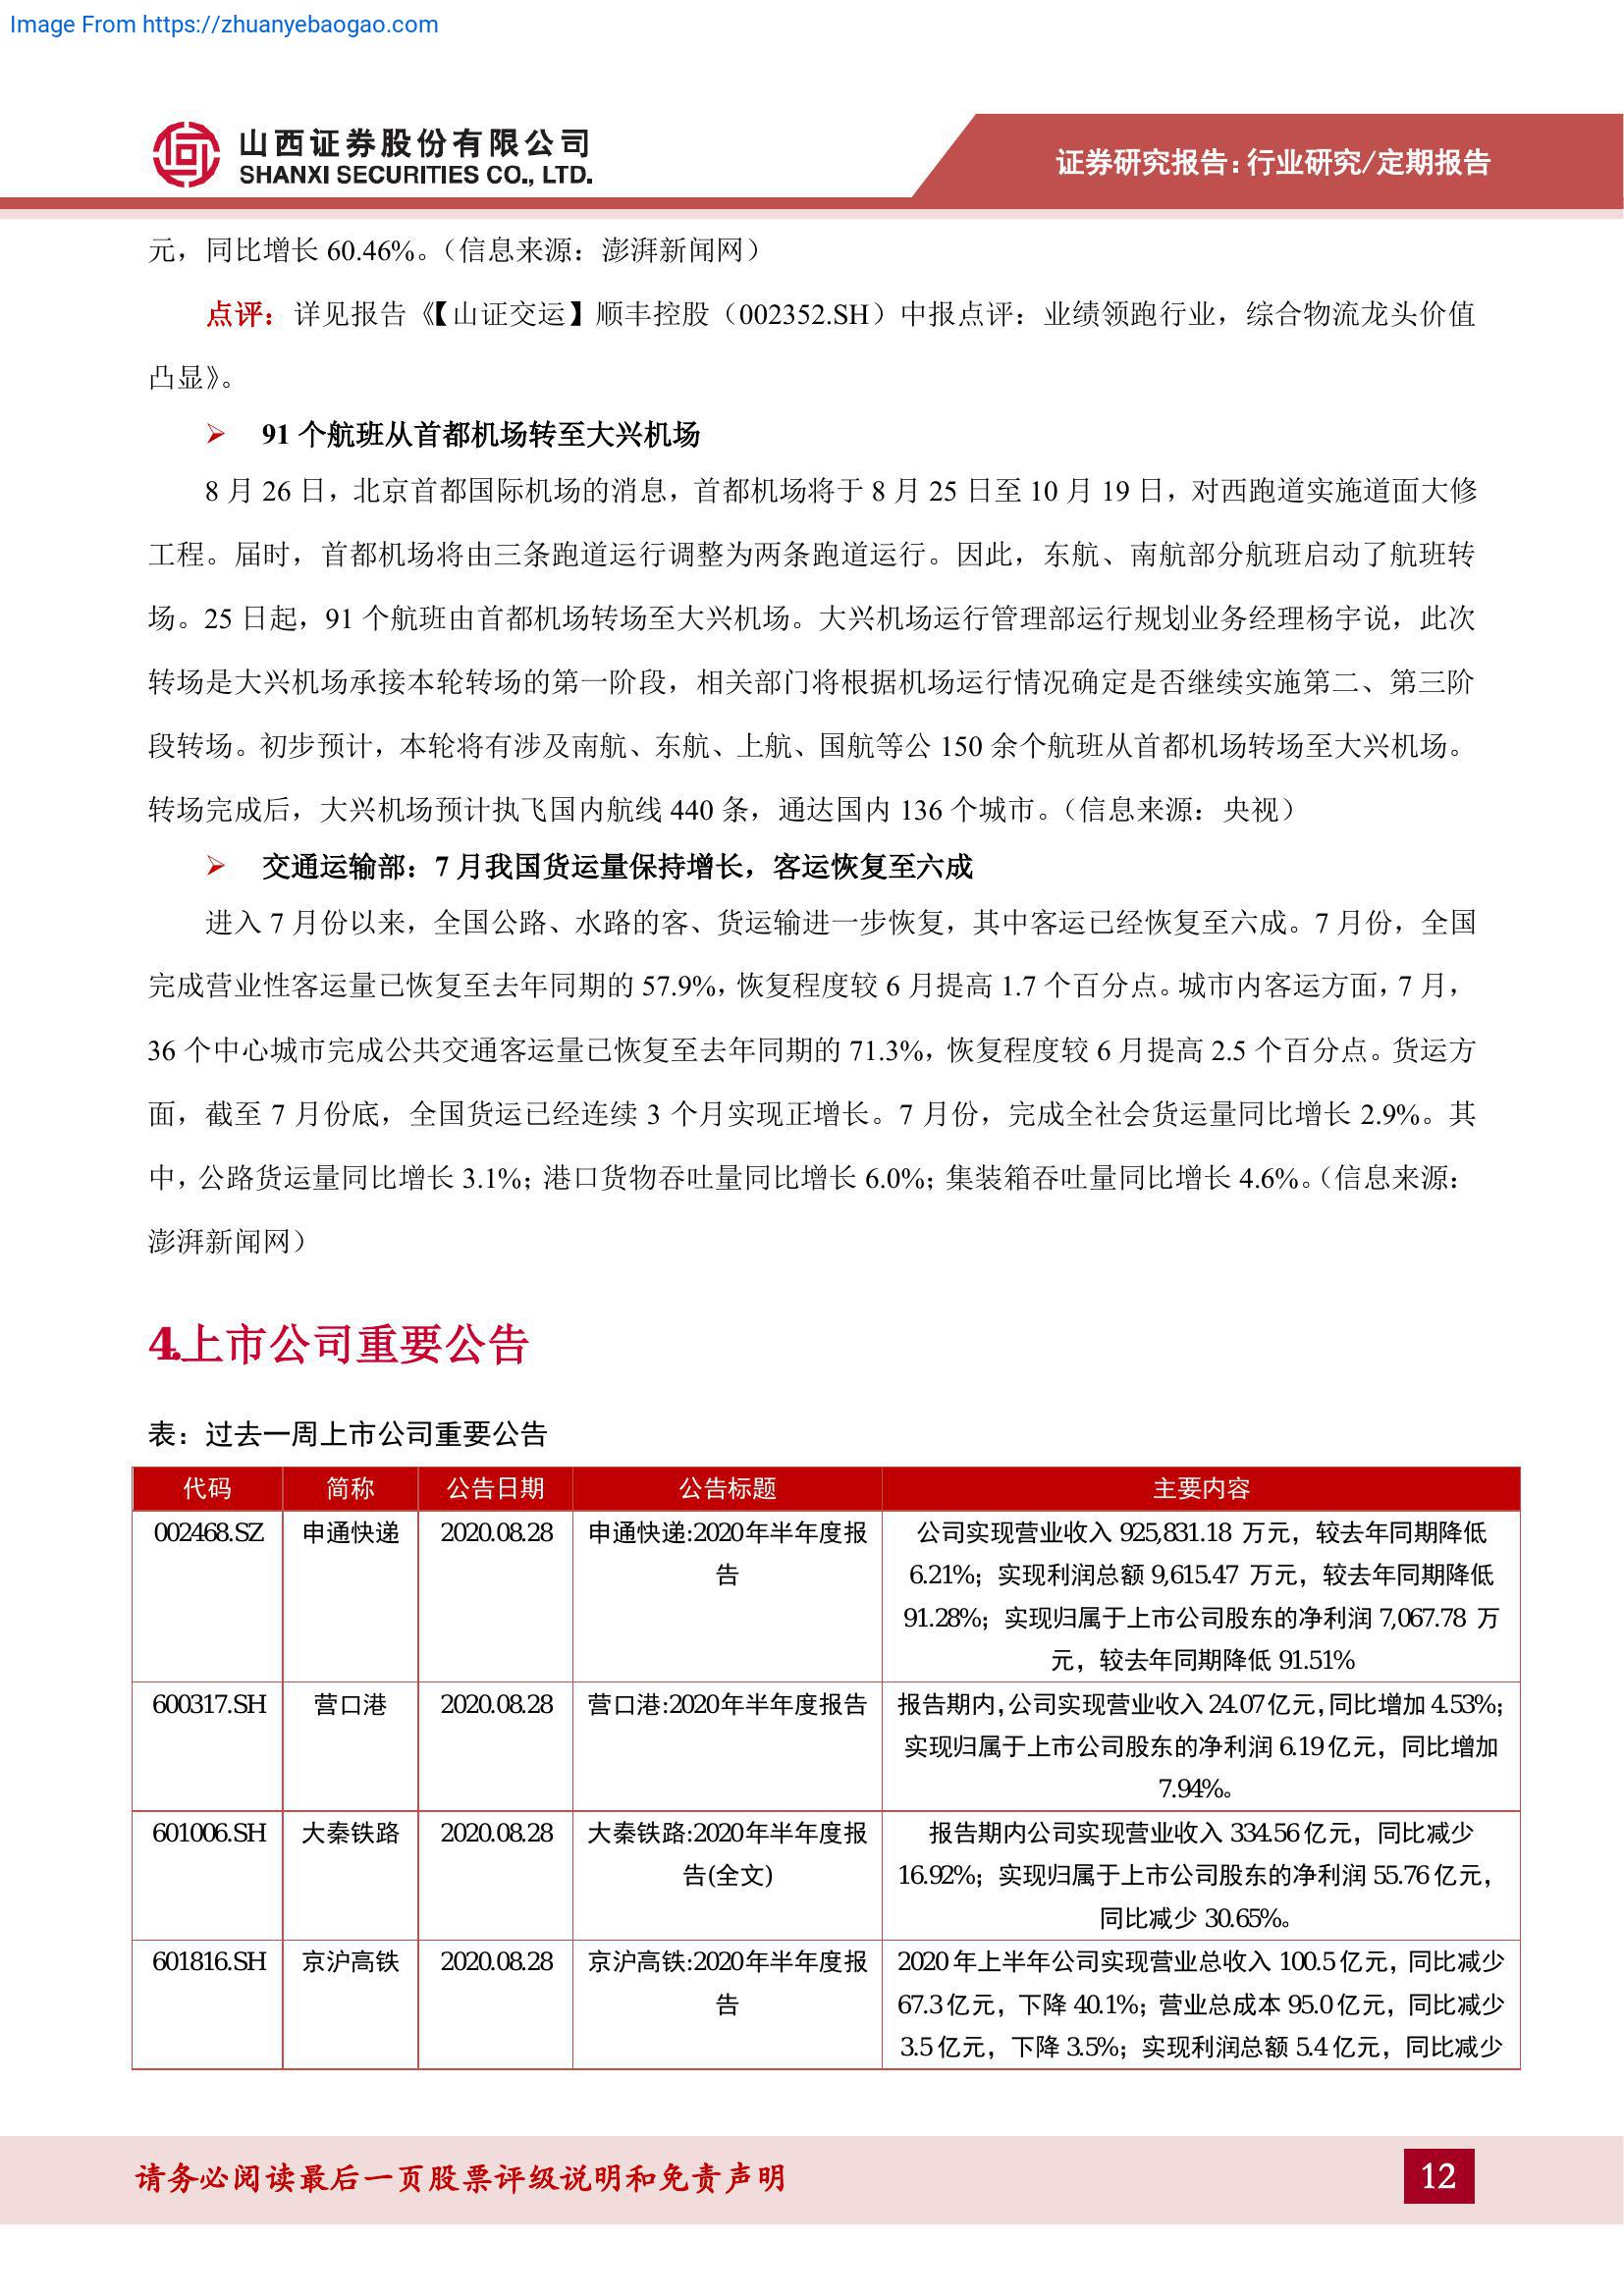 Image From https://zhuanyebaogao.com
山西证券股份有限公司
SHANXI SECURITIES CO., LTD.
证券研究报告：行业研究/定期报告
元，同比增长 60.46%。（信息来源：澎湃新闻网）
点评：详见报告《【山证交运】顺丰控股（002352.SH）中报点评：业绩领跑行业，综合物流龙头价值
凸显》。
91 个航班从首都机场转至大兴机场
8 月 26 日，北京首都国际机场的消息，首都机场将于 8 月 25 日至 10 月 19 日，对西跑道实施道面大修
工程。届时，首都机场将由三条跑道运行调整为两条跑道运行。因此，东航、南航部分航班启动了航班转
场。25 日起，91 个航班由首都机场转场至大兴机场。大兴机场运行管理部运行规划业务经理杨宇说，此次
转场是大兴机场承接本轮转场的第一阶段，相关部门将根据机场运行情况确定是否继续实施第二、第三阶
段转场。初步预计，本轮将有涉及南航、东航、上航、国航等公 150 余个航班从首都机场转场至大兴机场。
转场完成后，大兴机场预计执飞国内航线 440 条，通达国内 136 个城市。（信息来源：央视）
交通运输部：7 月我国货运量保持增长，客运恢复至六成
进入 7 月份以来，全国公路、水路的客、货运输进一步恢复，其中客运已经恢复至六成。7 月份，全国
完成营业性客运量已恢复至去年同期的 57.9%，恢复程度较 6 月提高 1.7 个百分点。城市内客运方面，7 月，
36 个中心城市完成公共交通客运量已恢复至去年同期的 71.3%，恢复程度较 6 月提高 2.5 个百分点。货运方
面，截至 7 月份底，全国货运已经连续 3 个月实现正增长。7 月份，完成全社会货运量同比增长 2.9%。其
中，公路货运量同比增长 3.1%；港口货物吞吐量同比增长 6.0%；集装箱吞吐量同比增长 4.6%。（信息来源：
澎湃新闻网）
4.上市公司重要公告
表：过去一周上市公司重要公告
代码 简称 公告日期 公告标题 主要内容
002468.SZ 申通快递 2020.08.28 申通快递:2020年半年度报 公司实现营业收入 925,831.18 万元，较去年同期降低
告 6.21%；实现利润总额 9,615.47 万元，较去年同期降低
91.28%；实现归属于上市公司股东的净利润 7,067.78 万
元，较去年同期降低 91.51%
600317.SH 营口港 2020.08.28 营口港:2020年半年度报告 报告期内，公司实现营业收入 24.07亿元，同比增加 4.53%；
实现归属于上市公司股东的净利润 6.19亿元，同比增加
7.94%。
601006.SH 大秦铁路 2020.08.28 大秦铁路:2020年半年度报 报告期内公司实现营业收入 334.56亿元，同比减少
告(全文) 16.92%；实现归属于上市公司股东的净利润 55.76亿元，
同比减少 30.65%。
601816.SH 京沪高铁 2020.08.28 京沪高铁:2020年半年度报 2020年上半年公司实现营业总收入 100.5亿元，同比减少
告 67.3亿元，下降 40.1%；营业总成本 95.0亿元，同比减少
3.5亿元，下降 3.5%；实现利润总额 5.4亿元，同比减少
请务必阅读最后一页股票评级说明和免责声明 12